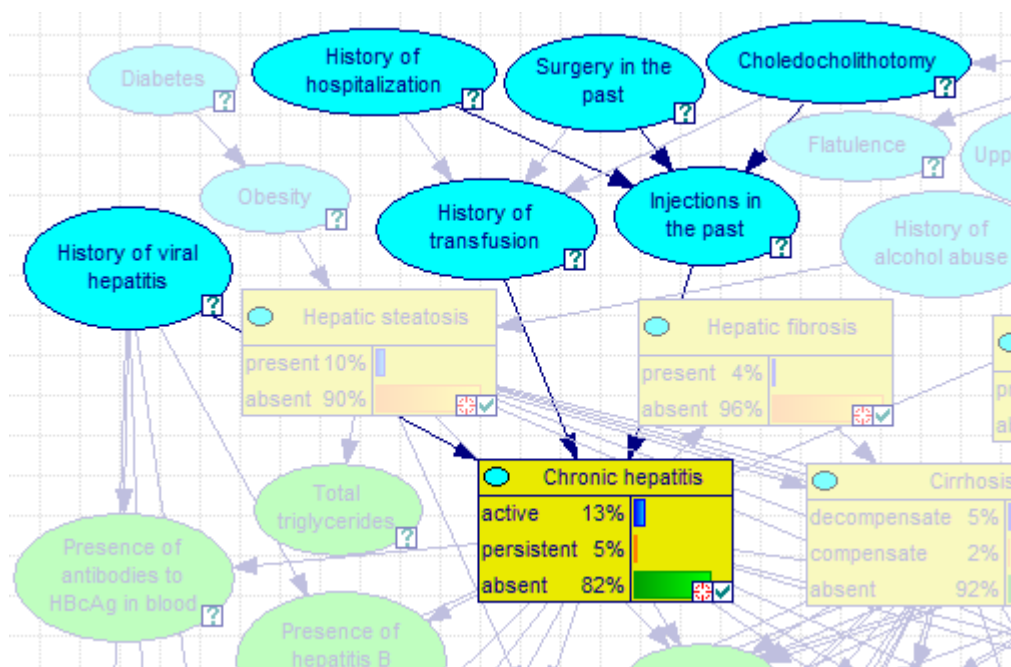 Diabetes
?
History of
hospitalization
?
Surgery in the
past
?
Choledocholithotomy
?
Flatulence
?
Upp
Obesity
?
History of
transfusion
?
Injections in
the past
?
History of
alcohol abuse
History of viral
hepatitis
?
Hepatic steatosis
present 10%
absent 90%
Hepatic fibrosis
present 4%
absent 96%
Total
triglycerides
?
Chronic hepatitis
active 13%
persistent 5%
absent 82%
Cirrhosis
decompensate 5%
compensate 2%
absent 92%
Presence of
antibodies to
HBcAg in blood
?
Presence of
hepatitis B